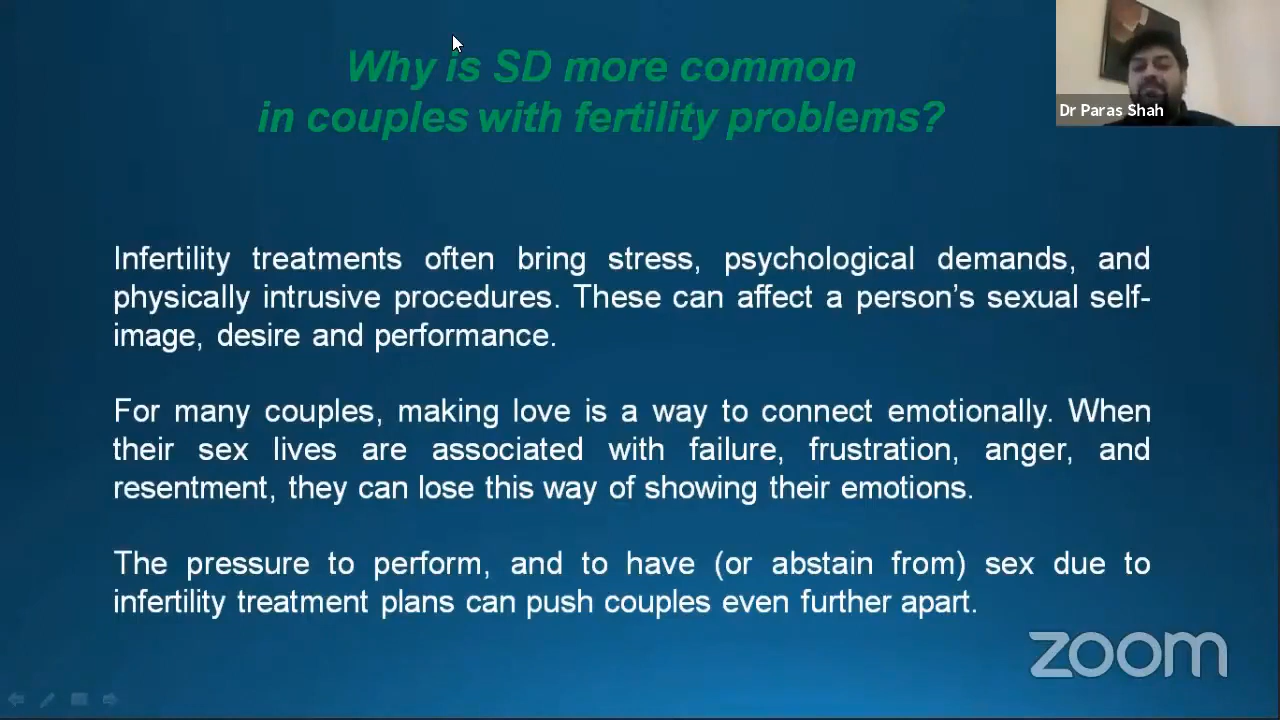 Why is SD more common
in couples with fertility problems?
Dr Paras Shah
Infertility treatments often bring stress, psychological demands, and
physically intrusive procedures. These can affect a person’s sexual self-
image, desire and performance.
For many couples, making love is a way to connect emotionally. When
their sex lives are associated with failure, frustration, anger, and
resentment, they can lose this way of showing their emotions.
The pressure to perform, and to have (or abstain from) sex due to
infertility treatment plans can push couples even further apart.
zoom